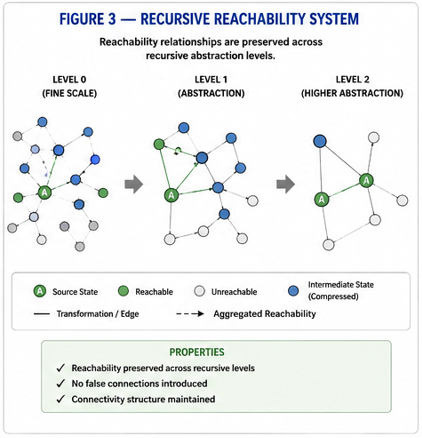 FIGURE 3 — RECURSIVE REACHABILITY SYSTEM
Reachability relationships are preserved across
recursive abstraction levels.
LEVEL 0
(FINE SCALE)
LEVEL 1
(ABSTRACTION)
LEVEL 2
(HIGHER ABSTRACTION)
A
A
A
A
A Source State
Reachable
Unreachable
Intermediate State
(Compressed)
Transformation / Edge
Aggregated Reachability
PROPERTIES
✓ Reachability preserved across recursive levels
✓ No false connections introduced
✓ Connectivity structure maintained